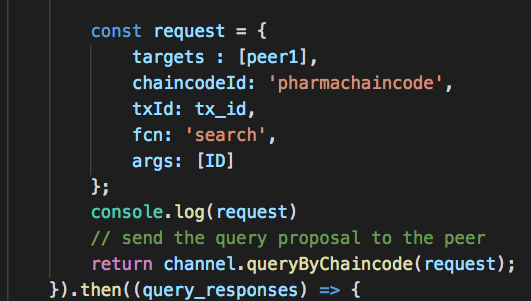 const request = {
targets : [peer1],
chaincodeId: 'pharmachaincode',
txId: tx_id,
fcn: 'search',
args: [ID]
};
console.log(request)
// send the query proposal to the peer
return channel.queryByChaincode(request);
}).then((query_responses) => {